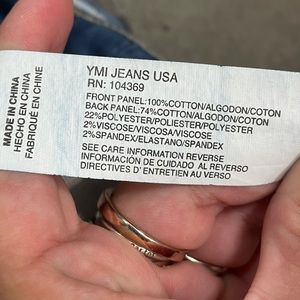 MADE IN CHINA
HECHO EN CHINA
FABRIQUÉ EN CHINE
YMI JEANS USA
RN: 104369
FRONT PANEL:100%COTTON/ALGODON/COTON
BACK PANEL:74%COTTON/ALGODON/COTON
22%POLYESTER/POLIESTER/POLYESTER
2%VISCOSE/VISCOSA/VISCOSE
2%SPANDEX/ELASTANO/SPANDEX
SEE CARE INFORMATION REVERSE
INFORMACIÓN DE CUIDADO AL REVERSO
DIRECTIVES D' ENTRETIEN AU VERSO